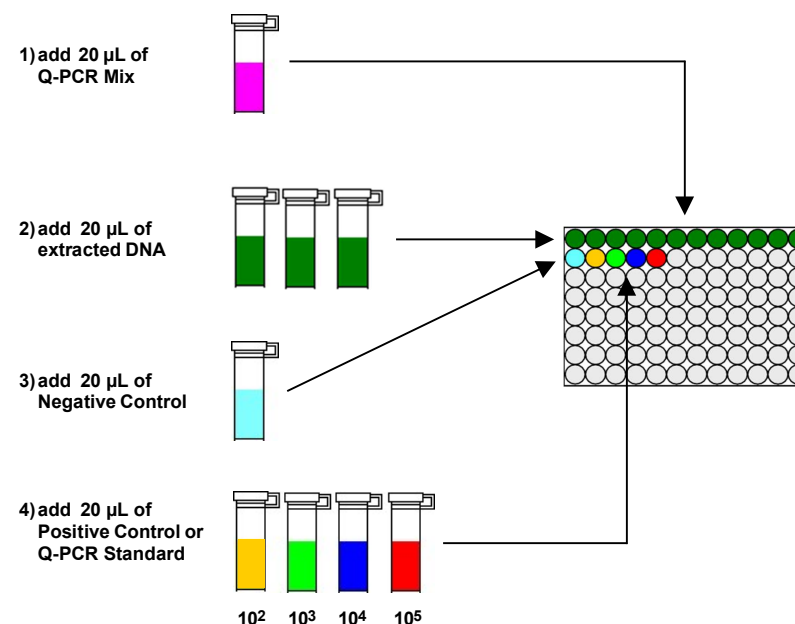 1) add 20 µL of
Q-PCR Mix
2) add 20 µL of
extracted DNA
3) add 20 µL of
Negative Control
4) add 20 µL of
Positive Control or
Q-PCR Standard
10² 10³ 10⁴ 10⁵